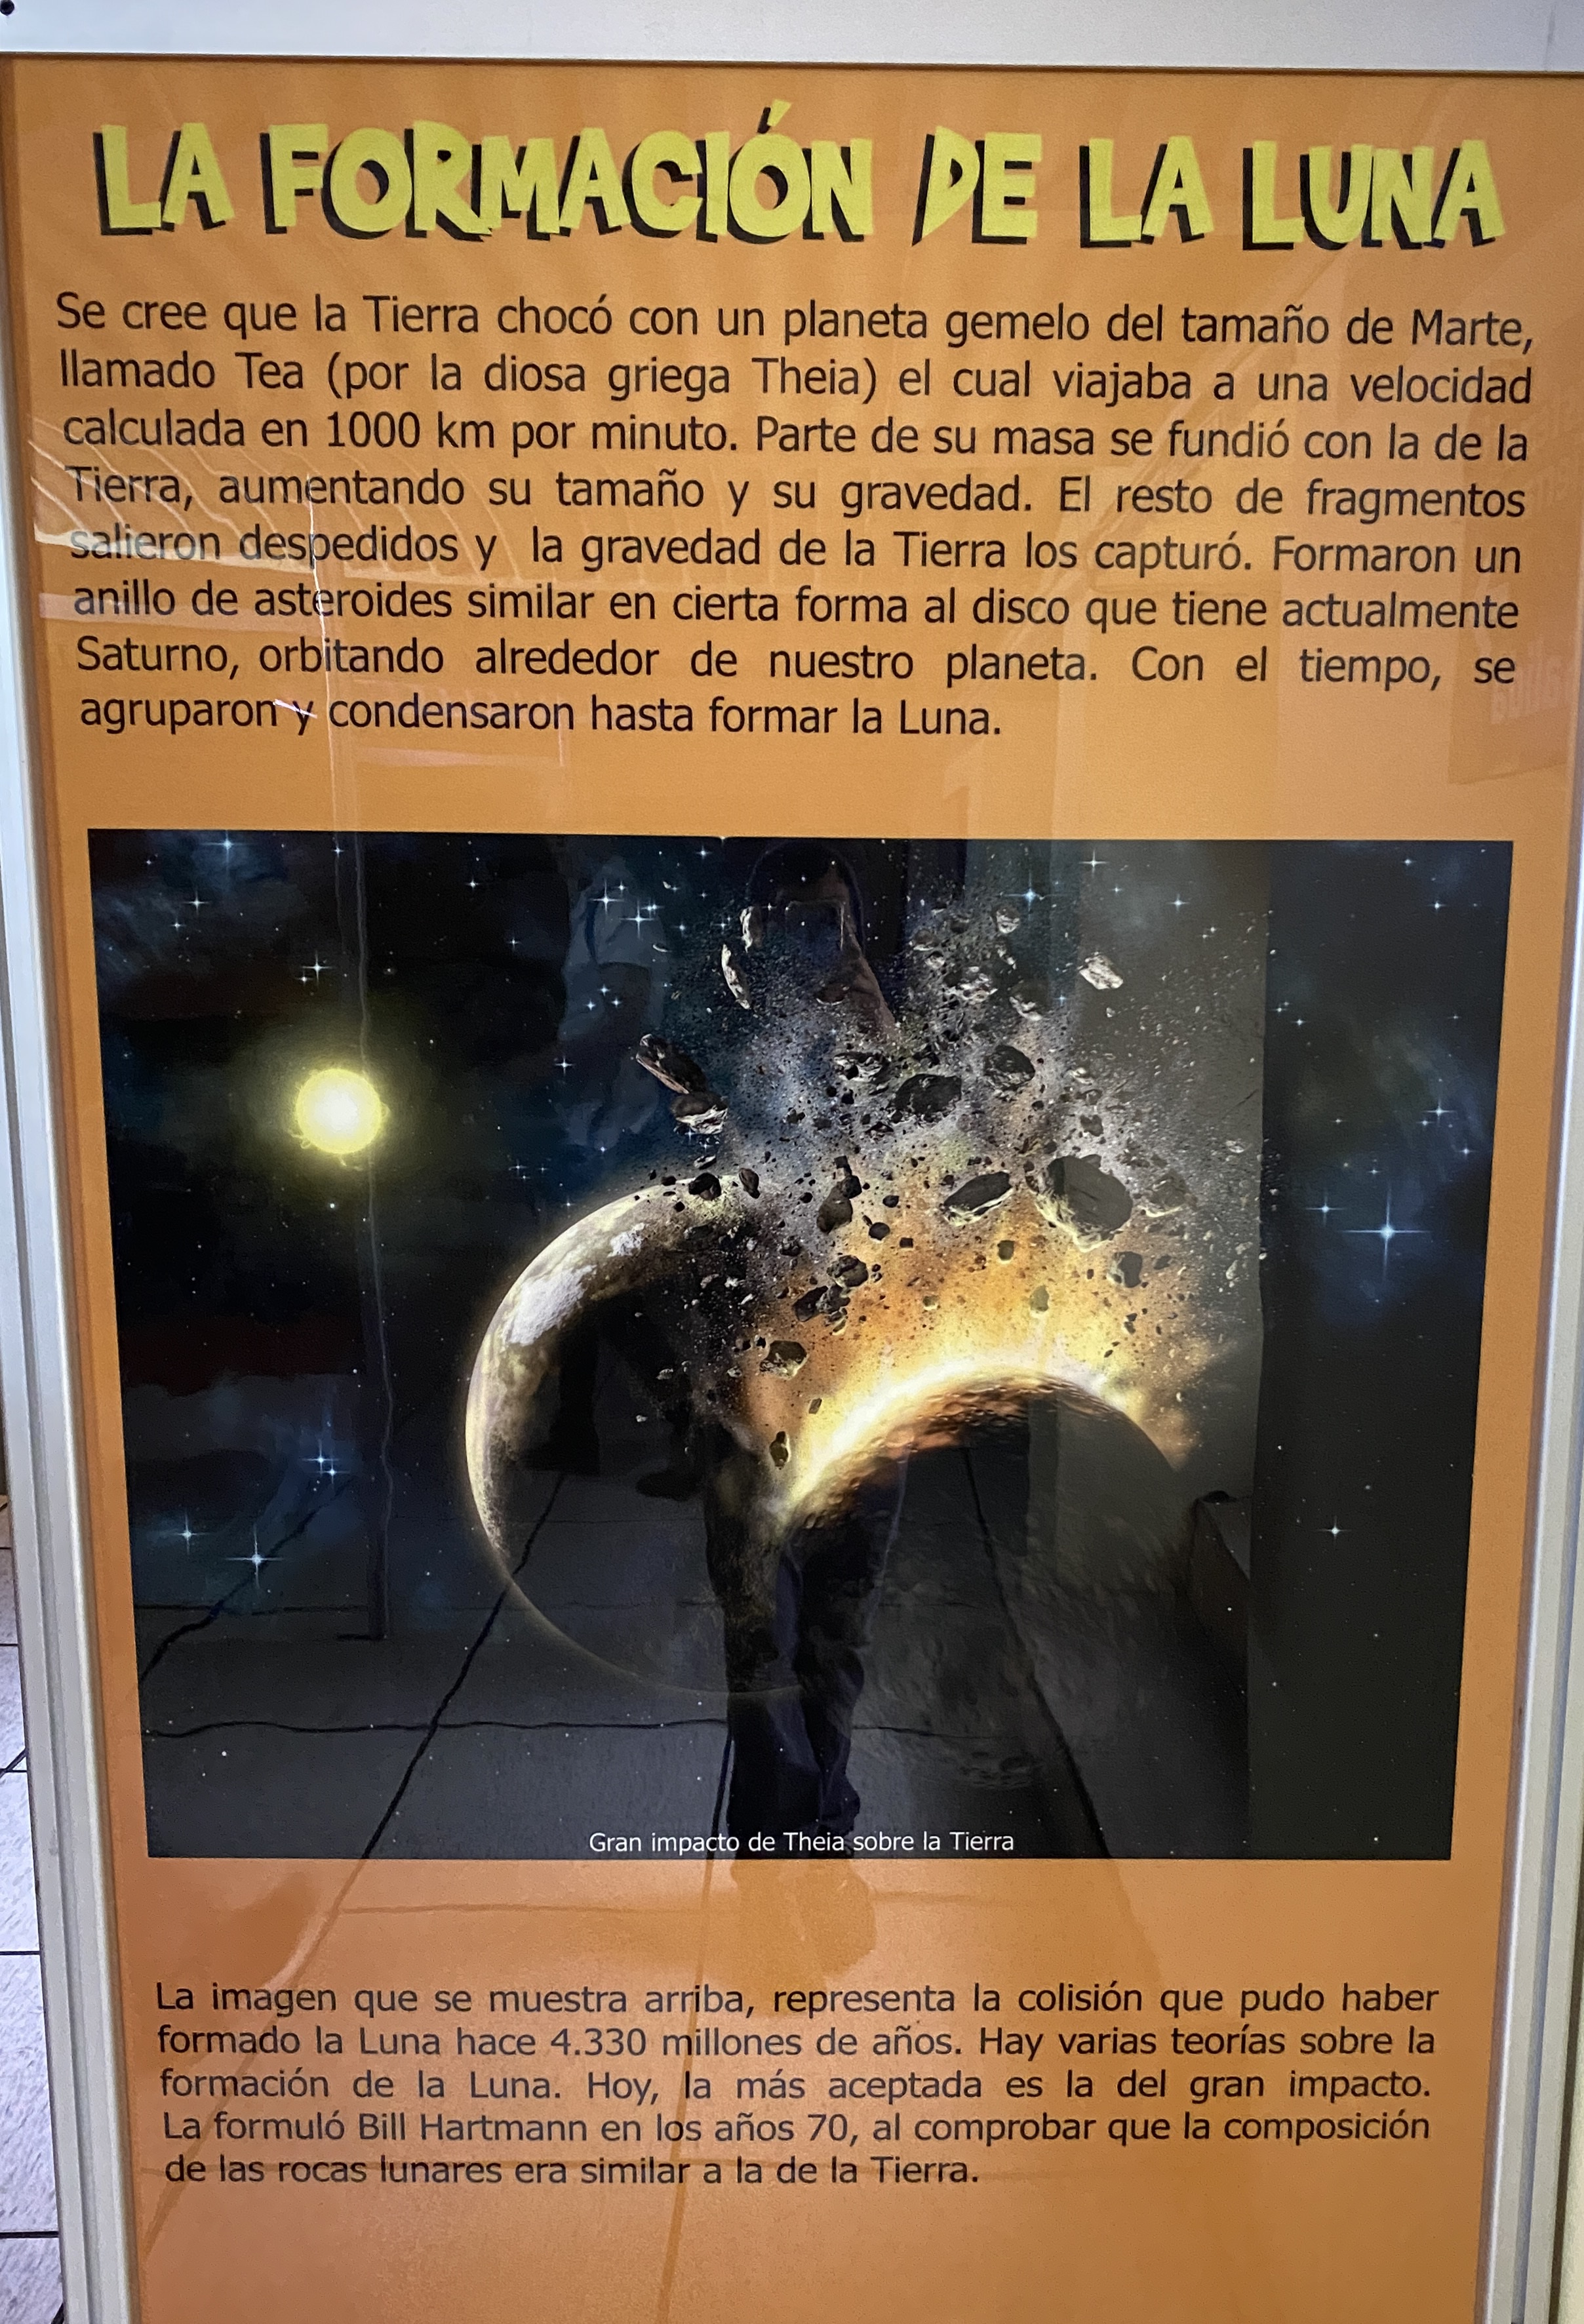 LA FORMACIÓN DE LA LUNA
Se cree que la Tierra chocó con un planeta gemelo del tamaño de Marte,
llamado Tea (por la diosa griega Theia) el cual viajaba a una velocidad
calculada en 1000 km por minuto. Parte de su masa se fundió con la de la
Tierra, aumentando su tamaño y su gravedad. El resto de fragmentos
salieron despedidos y la gravedad de la Tierra los capturó. Formaron un
anillo de asteroides similar en cierta forma al disco que tiene actualmente
Saturno, orbitando alrededor de nuestro planeta. Con el tiempo, se
agruparon y condensaron hasta formar la Luna.
Gran impacto de Theia sobre la Tierra
La imagen que se muestra arriba, representa la colisión que pudo haber
formado la Luna hace 4.330 millones de años. Hay varias teorías sobre la
formación de la Luna. Hoy, la más aceptada es la del gran impacto.
La formuló Bill Hartmann en los años 70, al comprobar que la composición
de las rocas lunares era similar a la de la Tierra.